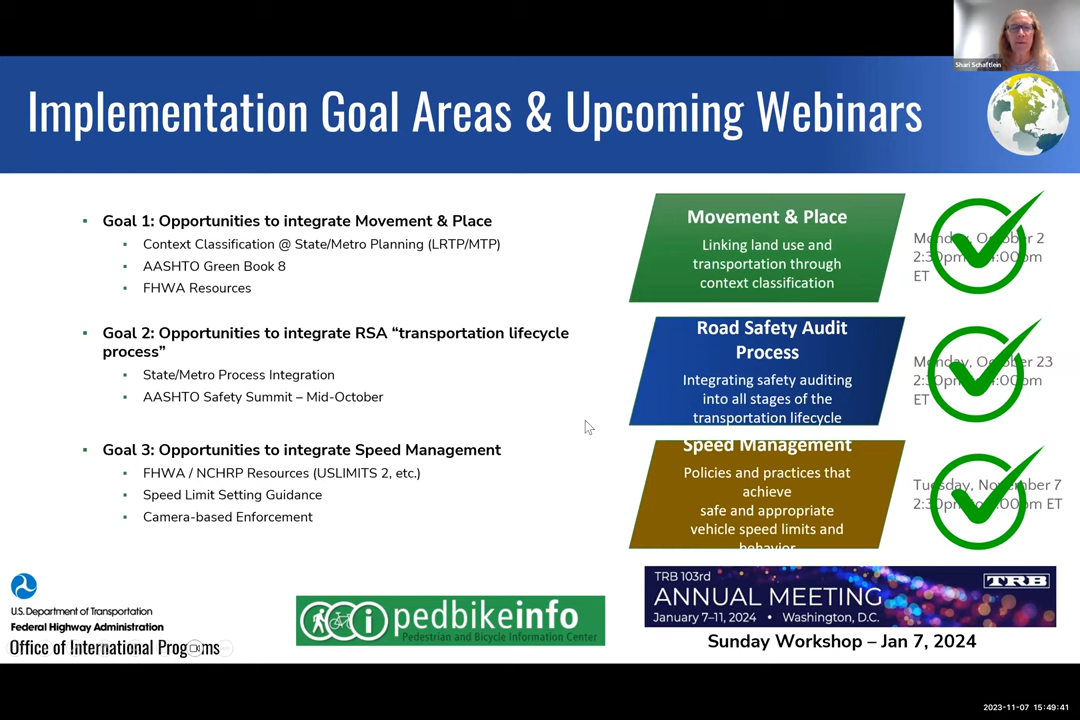 Shari Schaftlein
Implementation Goal Areas & Upcoming Webinars
Goal 1: Opportunities to integrate Movement & Place
Context Classification @ State/Metro Planning (LRTP/MTP)
AASHTO Green Book 8
FHWA Resources
Goal 2: Opportunities to integrate RSA “transportation lifecycle
process”
State/Metro Process Integration
AASHTO Safety Summit – Mid-October
Goal 3: Opportunities to integrate Speed Management
FHWA / NCHRP Resources (USLIMITS 2, etc.)
Speed Limit Setting Guidance
Camera-based Enforcement
Movement & Place
Linking land use and
transportation through
context classification
Monday, October 2
2:30pm 4:00pm
ET
Road Safety Audit
Process
Integrating safety auditing
into all stages of the
transportation lifecycle
Monday, October 23
2:30pm 4:00pm
ET
Speed Management
Policies and practices that
achieve
safe and appropriate
vehicle speed limits and
behavior
Tuesday, November 7
2:30pm pm ET
U.S. Department of Transportation
Federal Highway Administration
Office of International Programs
pedbikeinfo
Pedestrian and Bicycle Information Center
TRB 103rd
TRB
ANNUAL MEETING
January 7–11, 2024 • Washington, D.C.
Sunday Workshop – Jan 7, 2024
2023-11-07 15:49:41